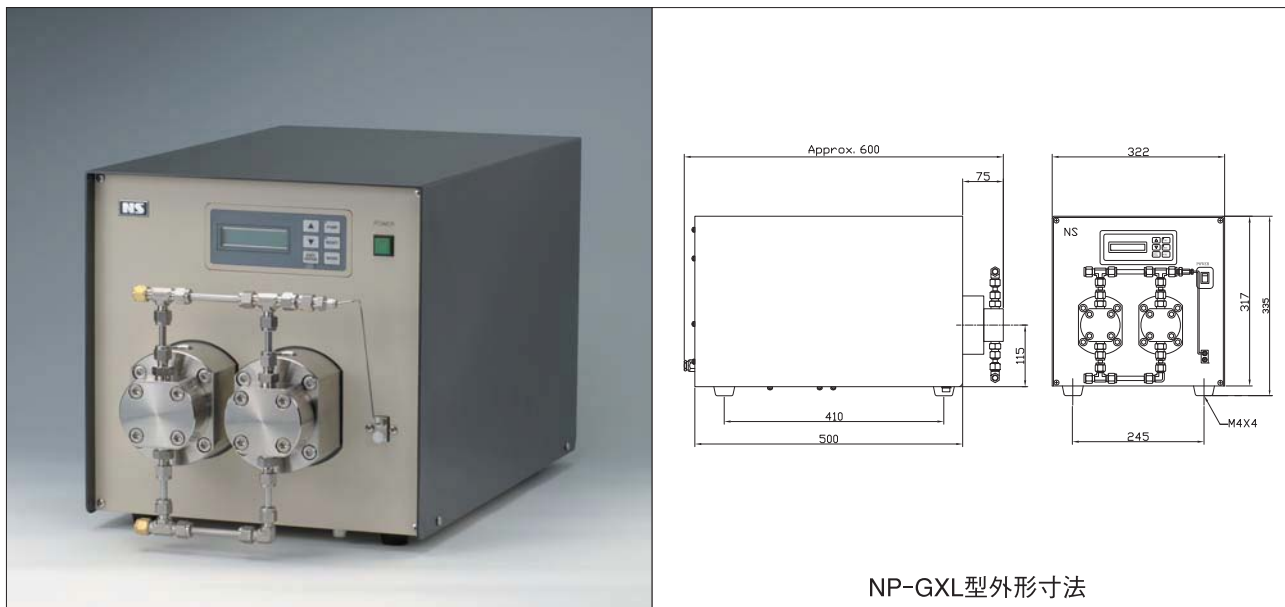 NS
POWER
Approx. 600
75
322
NS
POWER
317
335
115
410
500
M4X4
245
NP-GXL型外形寸法